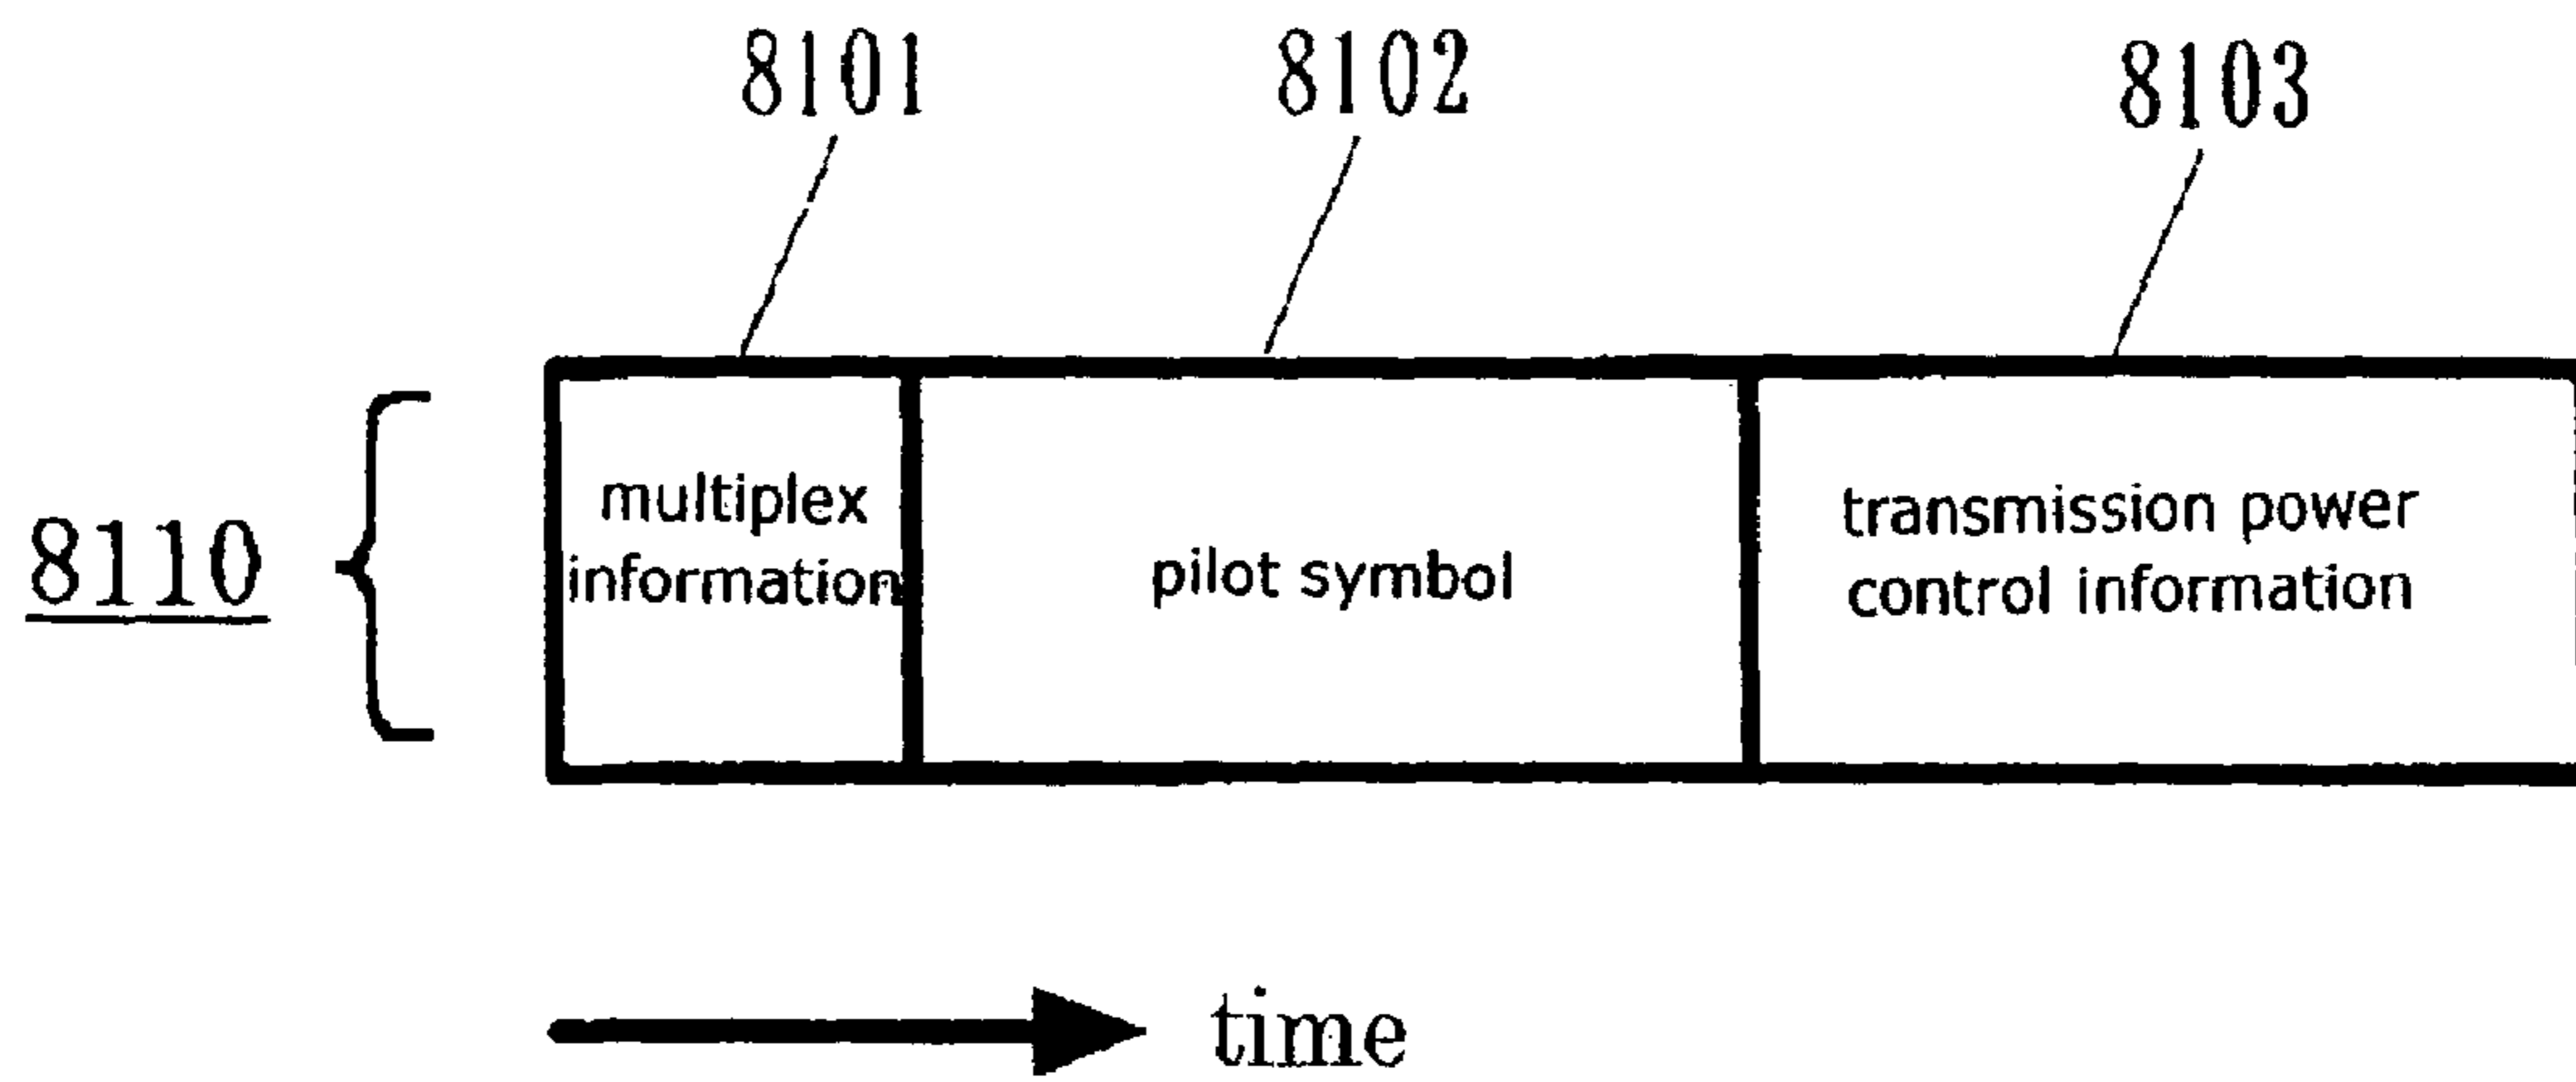 8101
8102
8103
8110
multiplex
information
pilot symbol
transmission power
control information
time